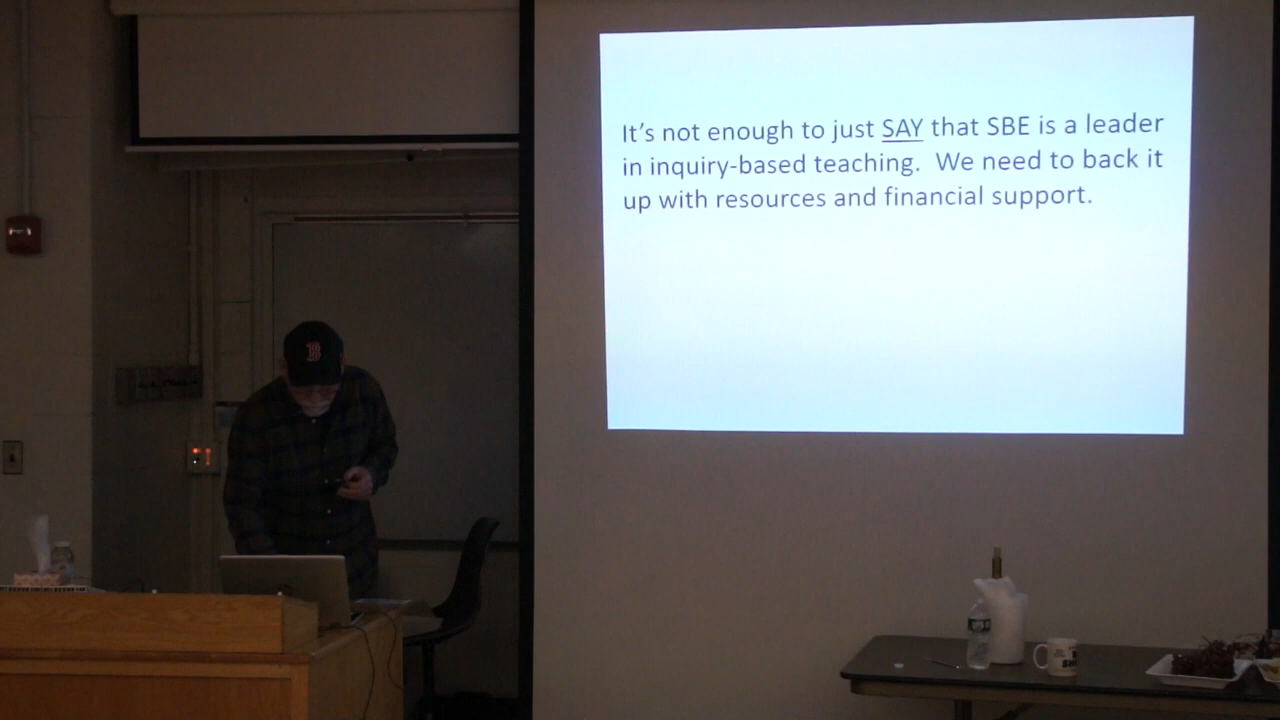 It's not enough to just SAY that SBE is a leader
in inquiry-based teaching.  We need to back it
up with resources and financial support.
B